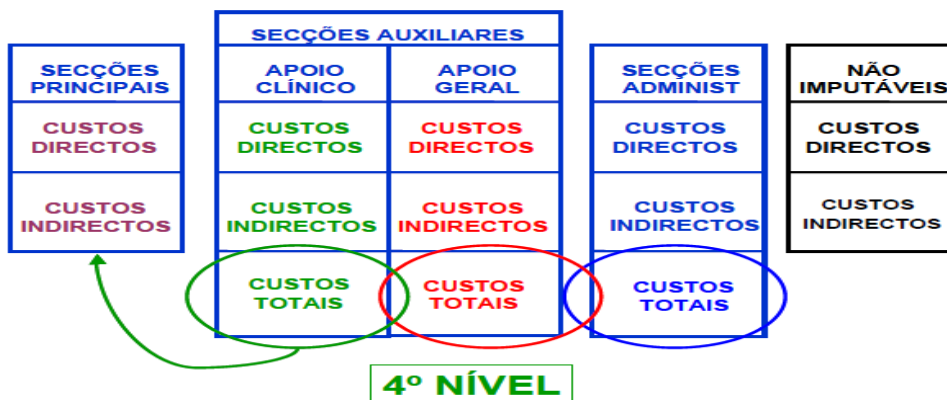 SECÇÕES AUXILIARES
SECÇÕES
PRINCIPAIS
APOIO
CLÍNICO
APOIO
GERAL
SECÇÕES
ADMINIST
NÃO
IMPUTÁVEIS
CUSTOS
DIRECTOS
CUSTOS
DIRECTOS
CUSTOS
DIRECTOS
CUSTOS
DIRECTOS
CUSTOS
DIRECTOS
CUSTOS
INDIRECTOS
CUSTOS
INDIRECTOS
CUSTOS
INDIRECTOS
CUSTOS
INDIRECTOS
CUSTOS
INDIRECTOS
CUSTOS
TOTAIS
CUSTOS
TOTAIS
CUSTOS
TOTAIS
4º NÍVEL